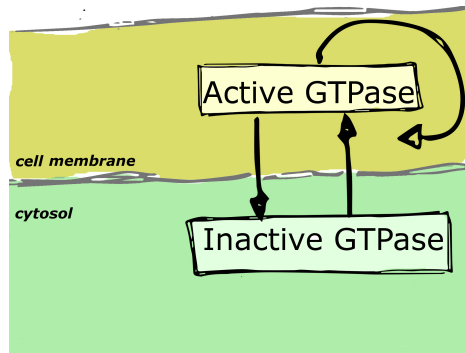 Active GTPase
cell membrane
cytosol
Inactive GTPase